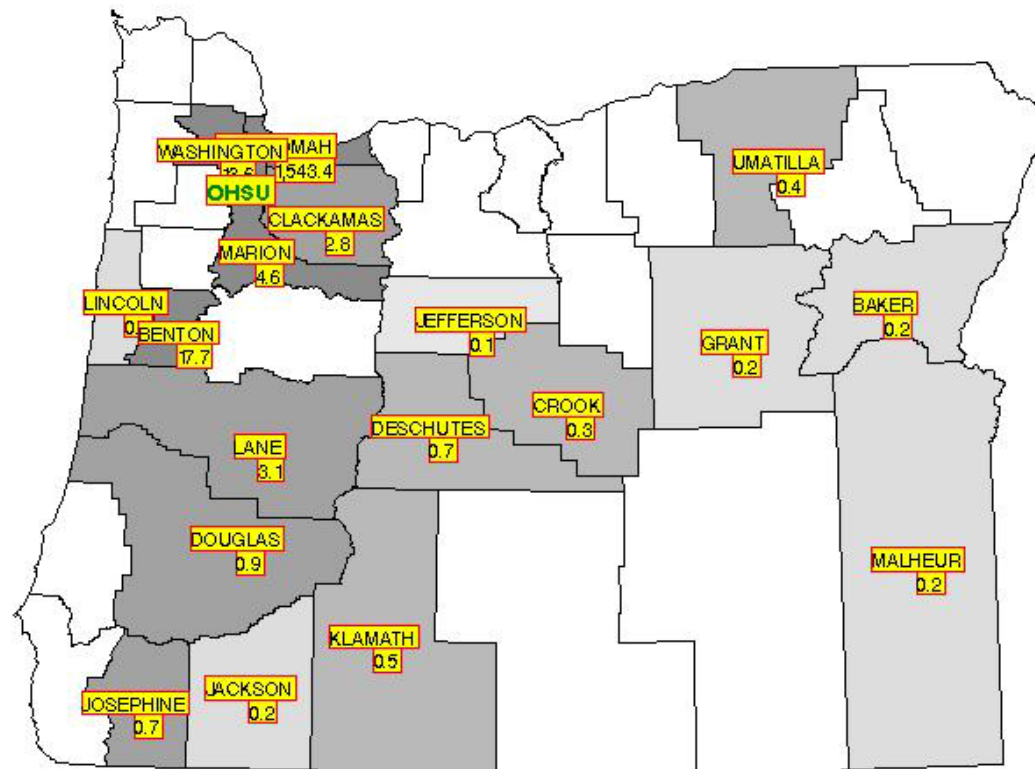 OMAH
WASHINGTON
1,543.4
OHSU
CLACKAMAS
2.8
MARION
4.6
UMATILLA
0.4
LINCOLN
0.
BENTON
17.7
JEFFERSON
0.1
GRANT
0.2
BAKER
0.2
CROOK
0.3
DESCHUTES
0.7
LANE
3.1
DOUGLAS
0.9
MALHEUR
0.2
KLAMATH
0.5
JACKSON
0.2
JOSEPHINE
0.7